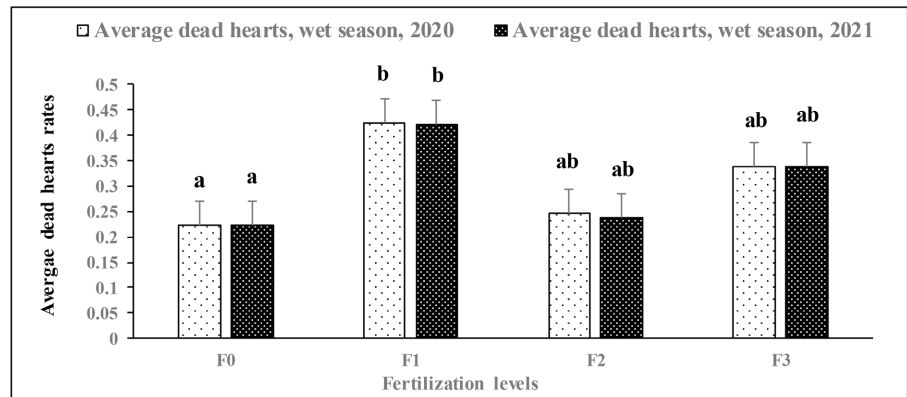 Average dead hearts, wet season, 2020 Average dead hearts, wet season, 2021
Avergae dead hearts rates
0.5
0.45
0.4
0.35
0.3
0.25
0.2
0.15
0.1
0.05
0
a a b b ab ab ab ab
F0 F1 F2 F3
Fertilization levels